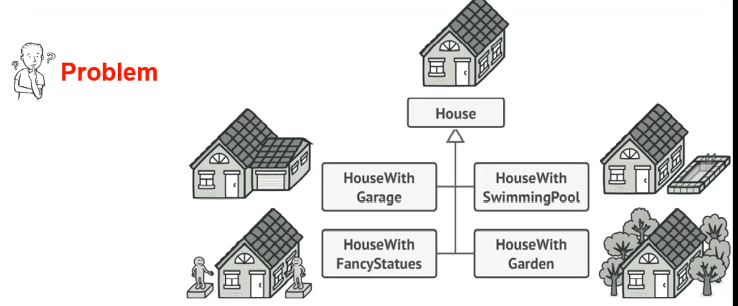 Problem
House
HouseWith
Garage
HouseWith
SwimmingPool
HouseWith
FancyStatues
HouseWith
Garden